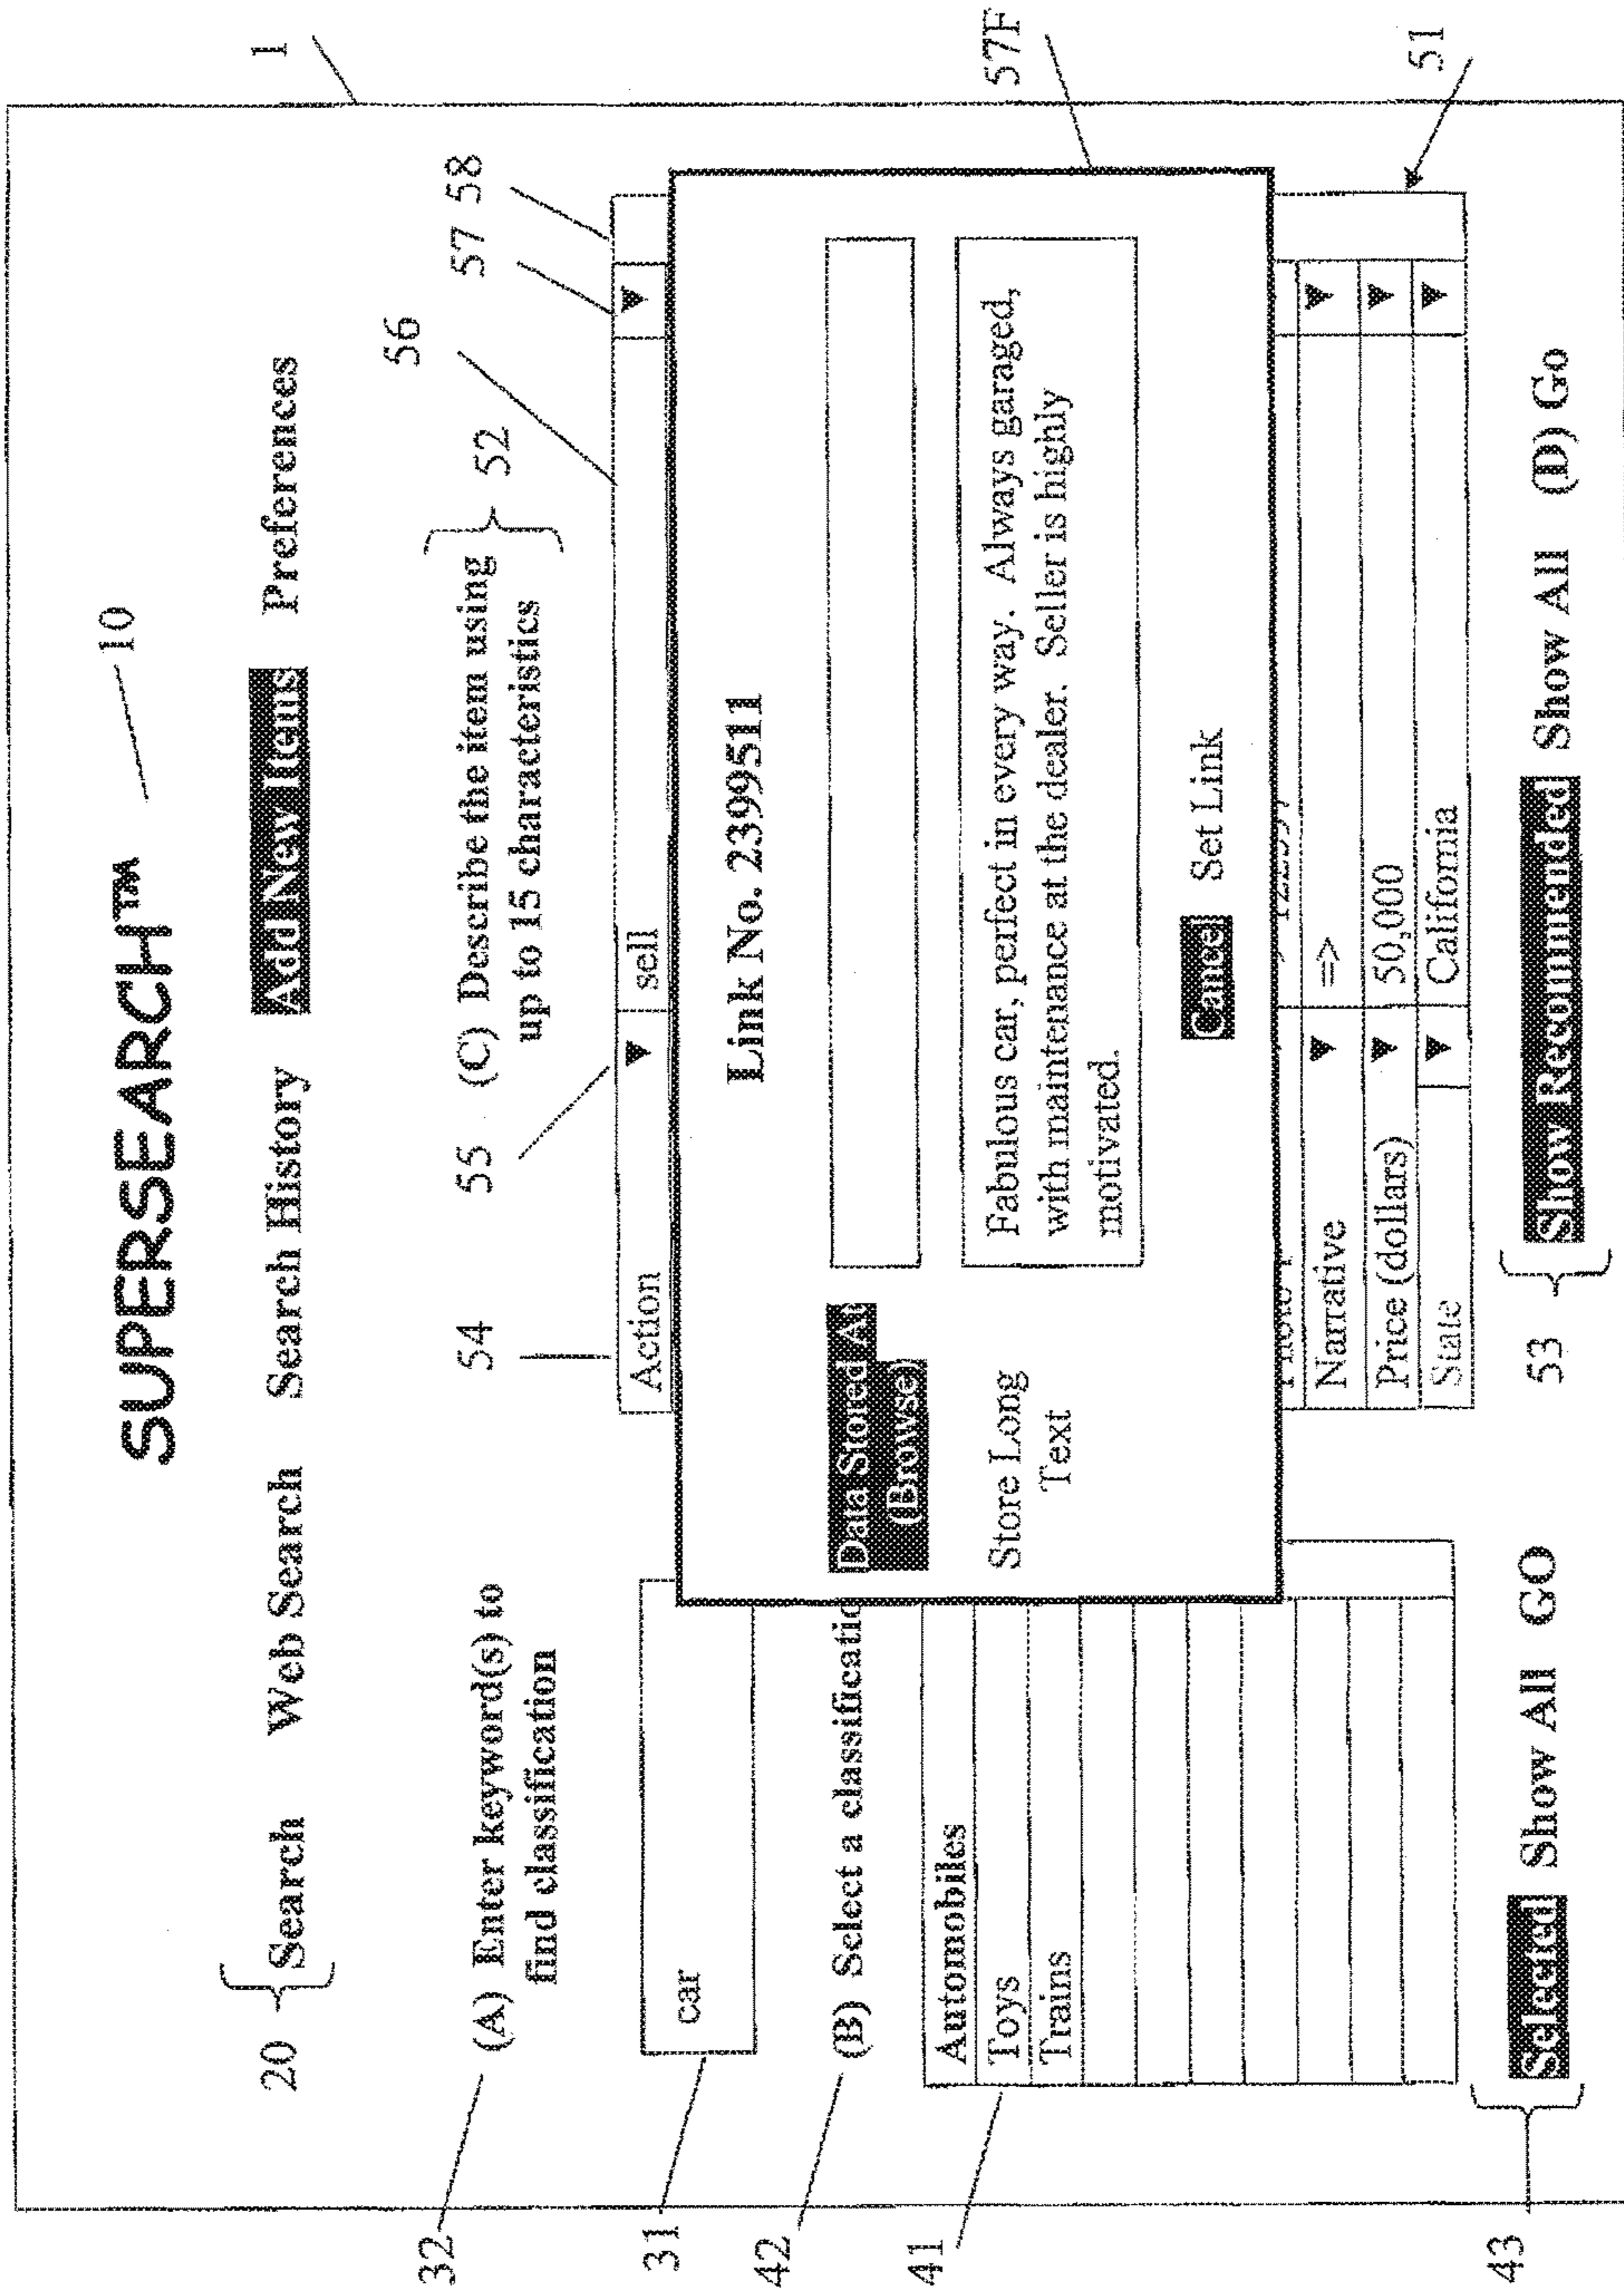 SUPERSEARCH™
10
1
20
Search Web Search Search History Add New Items Preferences
32
(A) Enter keyword(s) to
find classification
54
55
(C) Describe the item using
up to 15 characteristics
52
56
57
58
31
car
Action ▼ sell ▼
42
(B) Select a classificatio
41
Automobiles
Toys
Trains
Link No. 2399511
Data Stored At
(Browse)
Store Long
Text
Fabulous car, perfect in every way. Always garaged,
with maintenance at the dealer. Seller is highly
motivated.
Cancel Set Link
57F
Narrative ▼ => ▼
Price (dollars) ▼ 50,000 ▼
State ▼ California ▼
51
43
Selected Show All GO
53
Show Recommended Show All (D) Go